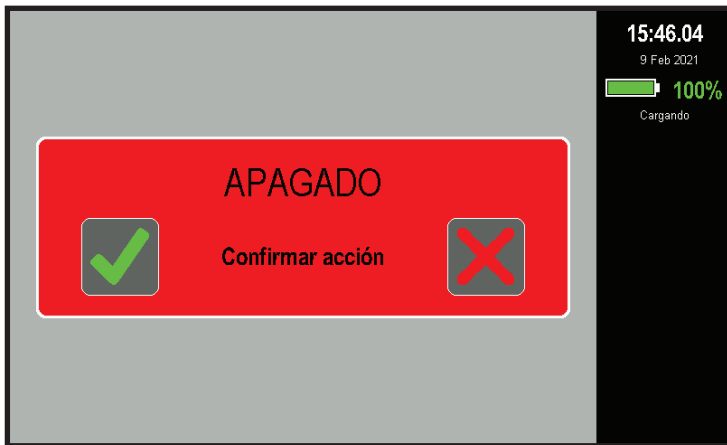 15:46.04
9 Feb 2021
100%
Cargando
APAGADO
Confirmar acción